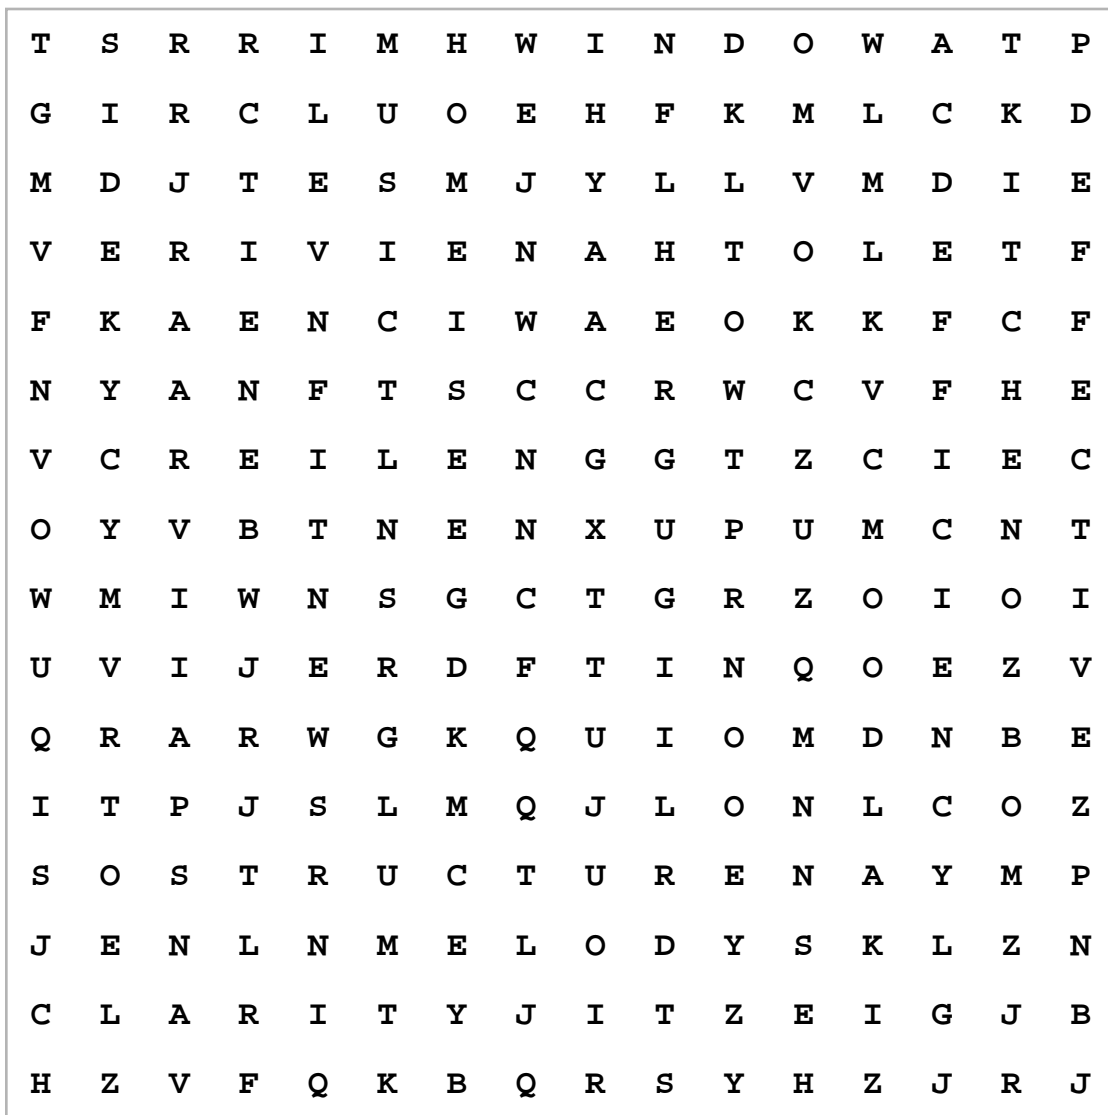 T S R R I M H W I N D O W A T P
G I R C L U O E H F K M L C K D
M D J T E S M J Y L L V M D I E
V E R I V I E N A H T O L E T F
F K A E N C I W A E O K K F C F
N Y A N F T S C C R W C V F H E
V C R E I L E N G G T Z C I E C
O Y V B T N E N X U P U M C N T
W M I W N S G C T G R Z O I O I
U V I J E R D F T I N Q O E Z V
Q R A R W G K Q U I O M D N B E
I T P J S L M Q J L O N L C O Z
S O S T R U C T U R E N A Y M P
J E N L N M E L O D Y S K L Z N
C L A R I T Y J I T Z E I G J B
H Z V F Q K B Q R S Y H Z J R J